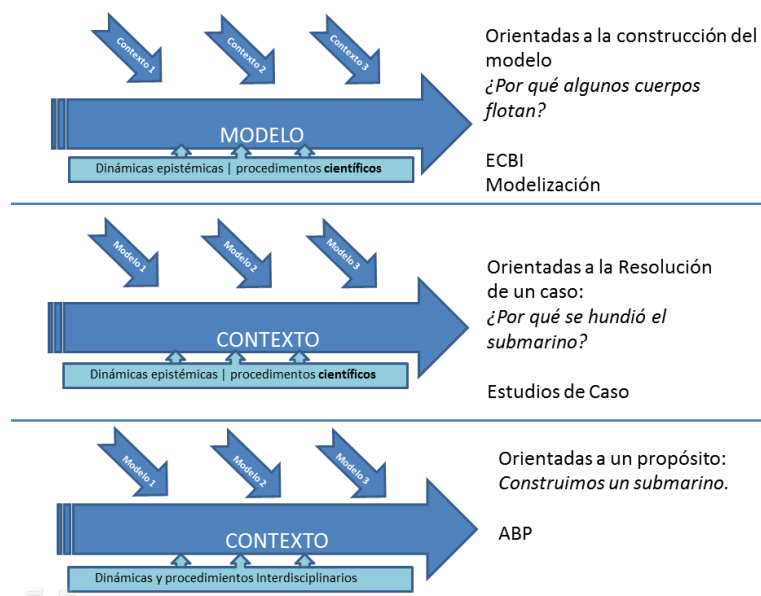 Contexto 1
Contexto 2
Contexto 3
MODELO
Dinámicas epistémicas | procedimentos científicos
Orientadas a la construcción del
modelo
¿Por qué algunos cuerpos
flotan?
ECBI
Modelización
Modelo 1
Modelo 2
Modelo 3
CONTEXTO
Dinámicas epistémicas | procedimentos científicos
Orientadas a la Resolución
de un caso:
¿Por qué se hundió el
submarino?
Estudios de Caso
Modelo 1
Modelo 2
Modelo 3
CONTEXTO
Dinámicas y procedimientos Interdisciplinarios
Orientadas a un propósito:
Construimos un submarino.
ABP